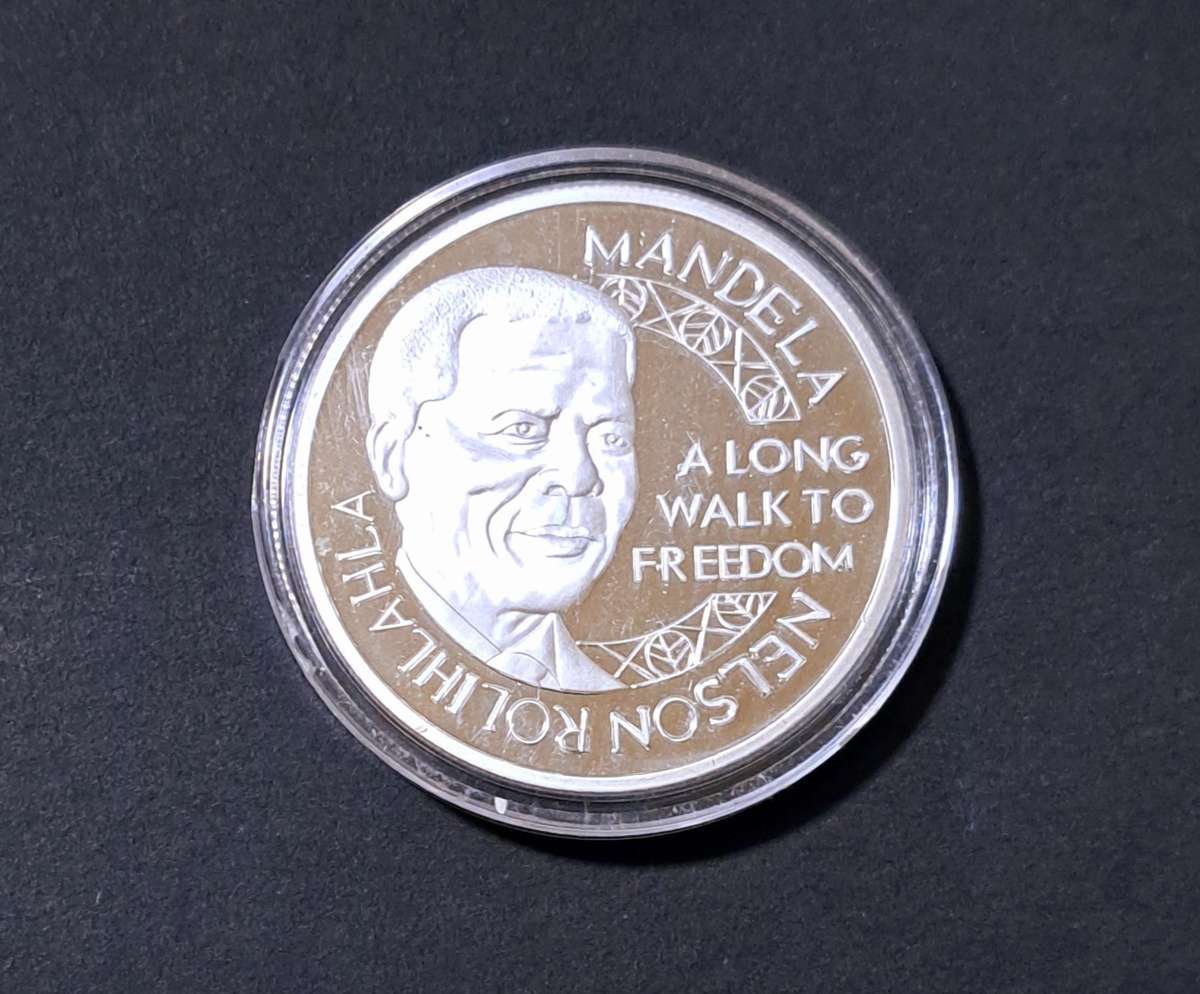 NELSON ROLIHLAHLA
MANDELA
A LONG
WALK TO
FREEDOM